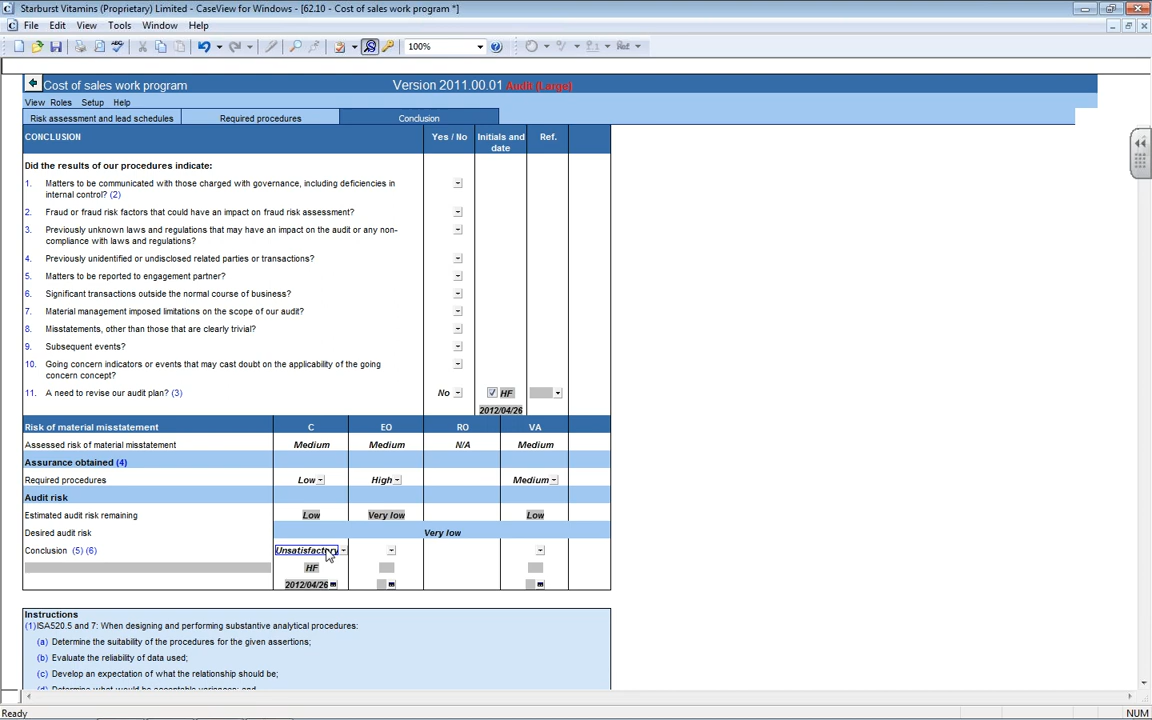 Starburst Vitamins (Proprietary) Limited - CaseView for Windows - [62.10 - Cost of sales work program *]
File Edit View Tools Window Help
100%
Cost of sales work program Version 2011.00.01 Audit (Large)
View Roles Setup Help
Risk assessment and lead schedules Required procedures Conclusion
CONCLUSION Yes / No Initials and date Ref.
Did the results of our procedures indicate:
1. Matters to be communicated with those charged with governance, including deficiencies in
internal control? (2)
2. Fraud or fraud risk factors that could have an impact on fraud risk assessment?
3. Previously unknown laws and regulations that may have an impact on the audit or any non-
compliance with laws and regulations?
4. Previously unidentified or undisclosed related parties or transactions?
5. Matters to be reported to engagement partner?
6. Significant transactions outside the normal course of business?
7. Material management imposed limitations on the scope of our audit?
8. Misstatements, other than those that are clearly trivial?
9. Subsequent events?
10. Going concern indicators or events that may cast doubt on the applicability of the going
concern concept?
11. A need to revise our audit plan? (3) No HF
2012/04/26
Risk of material misstatement C EO RO VA
Assessed risk of material misstatement Medium Medium N/A Medium
Assurance obtained (4)
Required procedures Low High Medium
Audit risk
Estimated audit risk remaining Low Very low Low
Desired audit risk Very low
Conclusion (5) (6) Unsatisfactory
HF
2012/04/26
Instructions
(1)ISA520.5 and 7: When designing and performing substantive analytical procedures:
(a) Determine the suitability of the procedures for the given assertions;
(b) Evaluate the reliability of data used;
(c) Develop an expectation of what the relationship should be;
(d) Determine what would be acceptable variances; and
Ready NUM